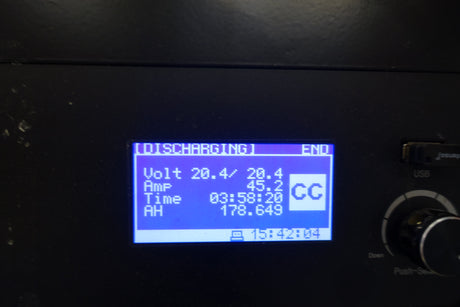 [DISCHARGING] END
Volt 20.4/ 20.4
Amp 45.2
Time 03:58:20
AH 178.649
CC
15:42:04
USB
Down